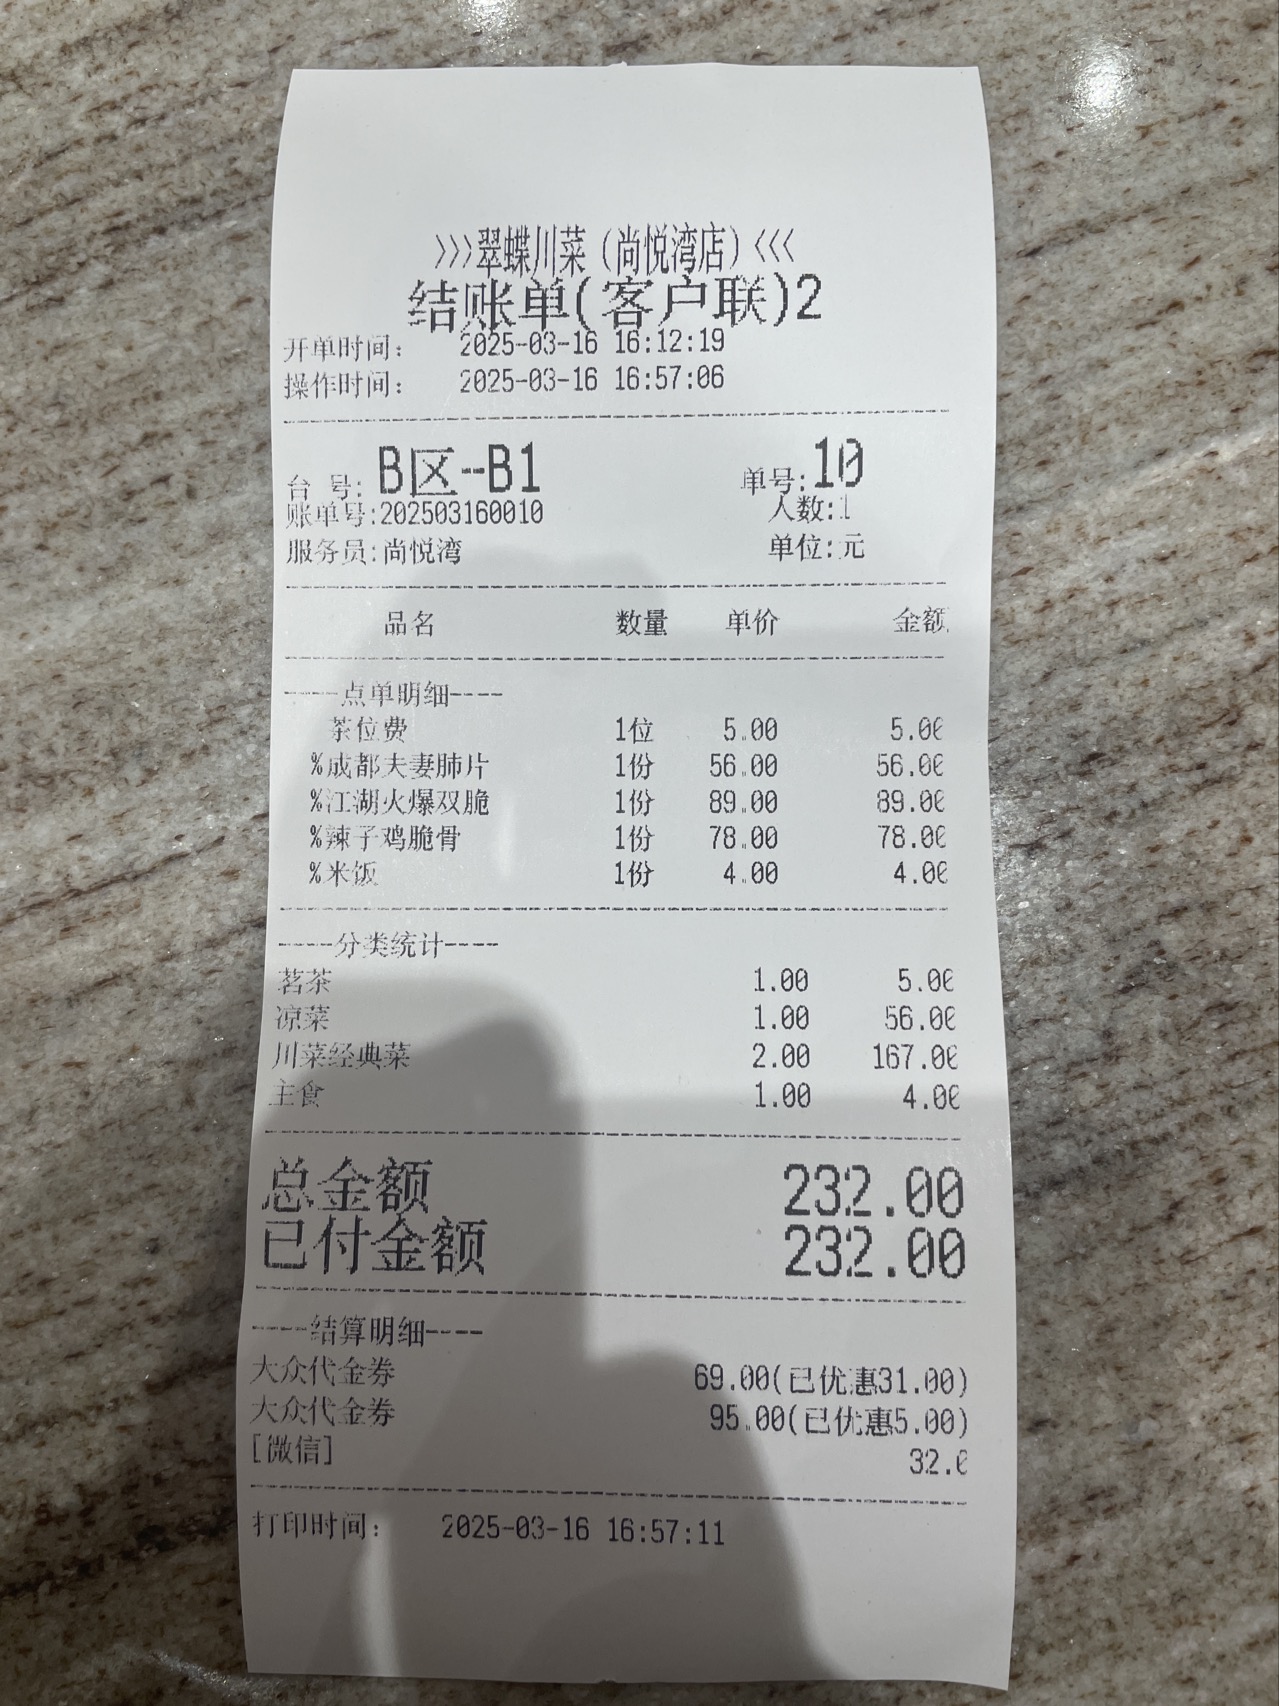 >>>翠蝶川菜(尚悦湾店)<<<
结账单(客户联)2
开单时间: 2025-03-16 16:12:19
操作时间: 2025-03-16 16:57:06
台 号: B区-B1 单号:10
账单号:202503160010 人数:1
服务员:尚悦湾 单位:元
品名 数量 单价 金额
----点单明细----
茶位费 1位 5.00 5.00
%成都夫妻肺片 1份 56.00 56.00
%江湖火爆双脆 1份 89.00 89.00
%辣子鸡脆骨 1份 78.00 78.00
%米饭 1份 4.00 4.00
----分类统计----
茗茶 1.00 5.00
凉菜 1.00 56.00
川菜经典菜 2.00 167.00
主食 1.00 4.00
总金额 232.00
已付金额 232.00
----结算明细----
大众代金券 69.00(已优惠31.00)
大众代金券 95.00(已优惠5.00)
[微信] 32.0
打印时间: 2025-03-16 16:57:11